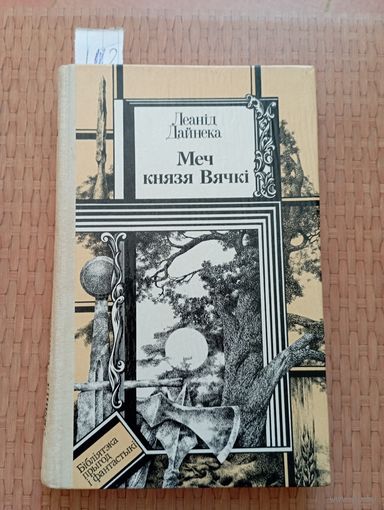 Леанід
Дайнека
Меч
князя Вячкі
Бібліятэка
прыгод
і фантастыкі